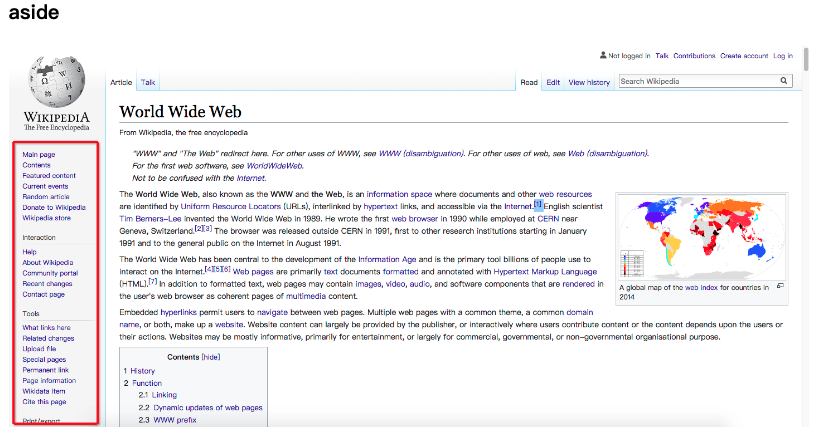 aside
Not logged in Talk Contributions Create account Log in
Article Talk
Read Edit View history
Search Wikipedia
WIKIPEDIA
The Free Encyclopedia
Main page
Contents
Featured content
Current events
Random article
Donate to Wikipedia
Wikipedia store
Interaction
Help
About Wikipedia
Community portal
Recent changes
Contact page
Tools
What links here
Related changes
Upload file
Special pages
Permanent link
Page information
Wikidata item
Cite this page
Print/export
World Wide Web
From Wikipedia, the free encyclopedia
"WWW" and "The Web" redirect here. For other uses of WWW, see WWW (disambiguation). For other uses of web, see Web (disambiguation).
For the first web software, see WorldWideWeb.
Not to be confused with the Internet.
The World Wide Web, also known as the WWW and the Web, is an information space where documents and other web resources
are identified by Uniform Resource Locators (URLs), interlinked by hypertext links, and accessible via the Internet.[1] English scientist
Tim Berners-Lee invented the World Wide Web in 1989. He wrote the first web browser in 1990 while employed at CERN near
Geneva, Switzerland.[2][3] The browser was released outside CERN in 1991, first to other research institutions starting in January
1991 and to the general public on the Internet in August 1991.
The World Wide Web has been central to the development of the Information Age and is the primary tool billions of people use to
interact on the Internet.[4][5][6] Web pages are primarily text documents formatted and annotated with Hypertext Markup Language
(HTML).[7] In addition to formatted text, web pages may contain images, video, audio, and software components that are rendered in
the user's web browser as coherent pages of multimedia content.
A global map of the web index for countries in
2014
Embedded hyperlinks permit users to navigate between web pages. Multiple web pages with a common theme, a common domain
name, or both, make up a website. Website content can largely be provided by the publisher, or interactively where users contribute content or the content depends upon the users or
their actions. Websites may be mostly informative, primarily for entertainment, or largely for commercial, governmental, or non-governmental organisational purpose.
Contents [hide]
1 History
2 Function
2.1 Linking
2.2 Dynamic updates of web pages
2.3 WWW prefix